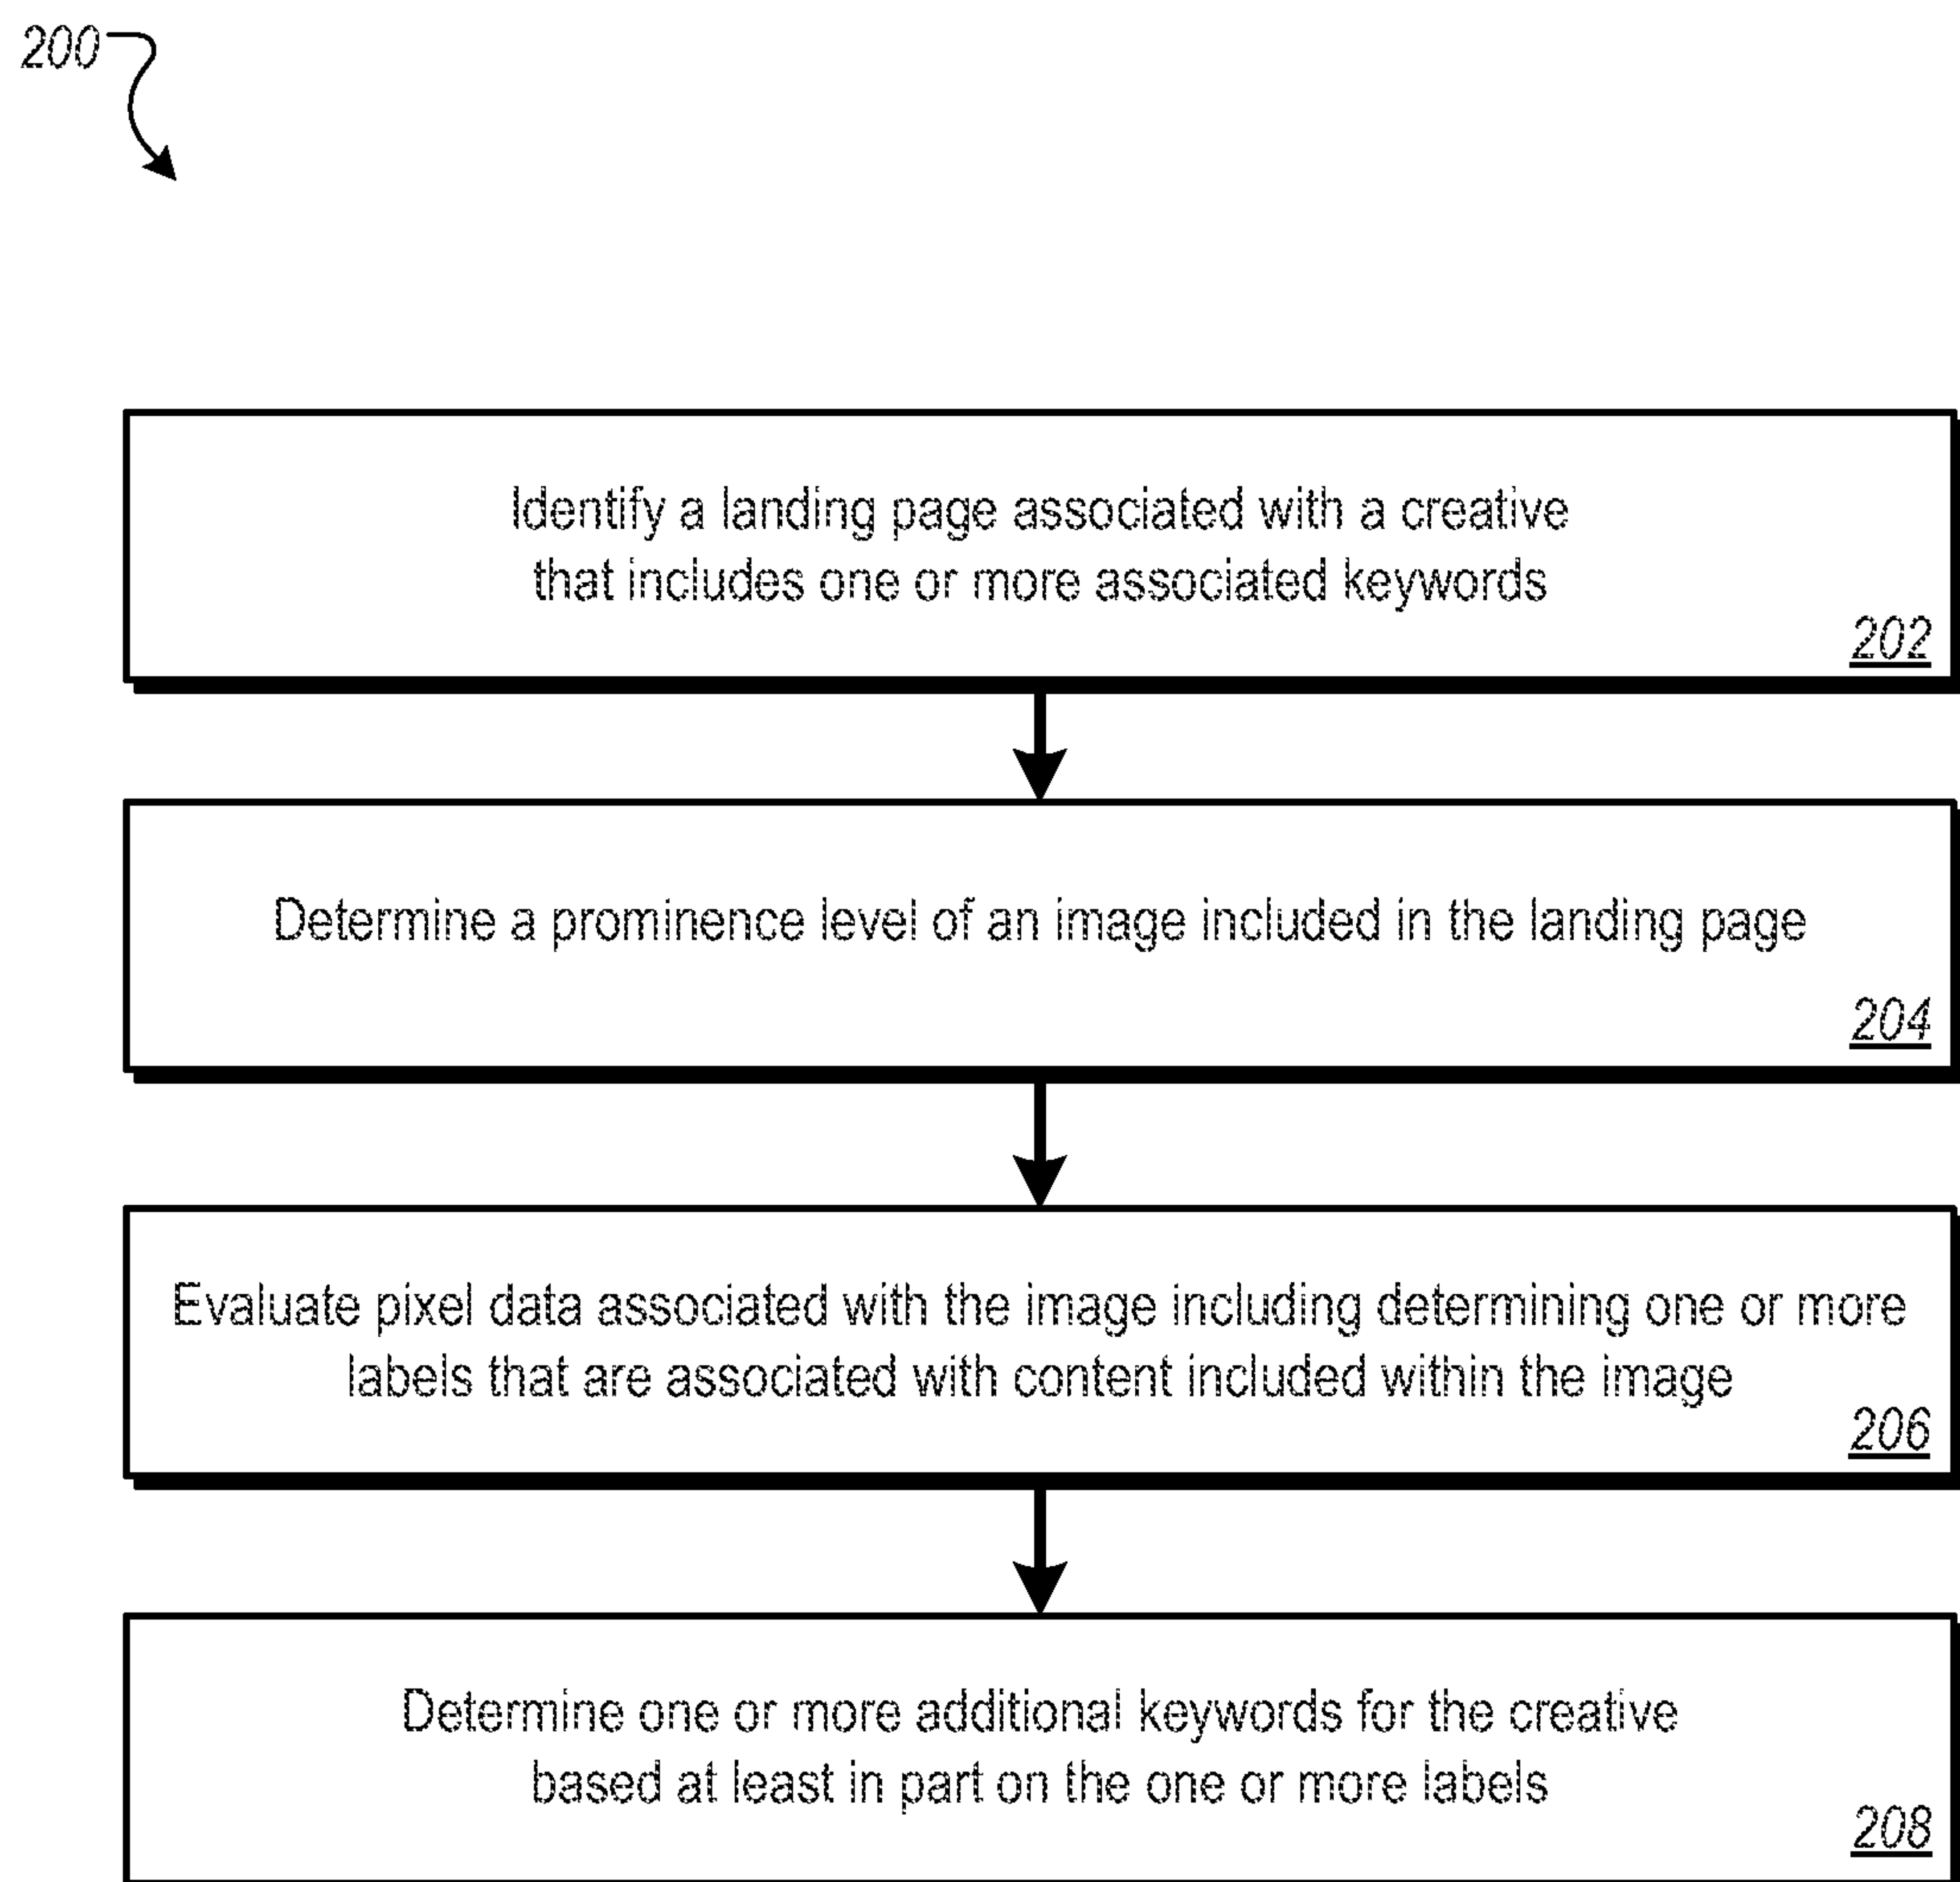 200
Identify a landing page associated with a creative
that includes one or more associated keywords
202
Determine a prominence level of an image included in the landing page
204
Evaluate pixel data associated with the image including determining one or more
labels that are associated with content included within the image
206
Determine one or more additional keywords for the creative
based at least in part on the one or more labels
208